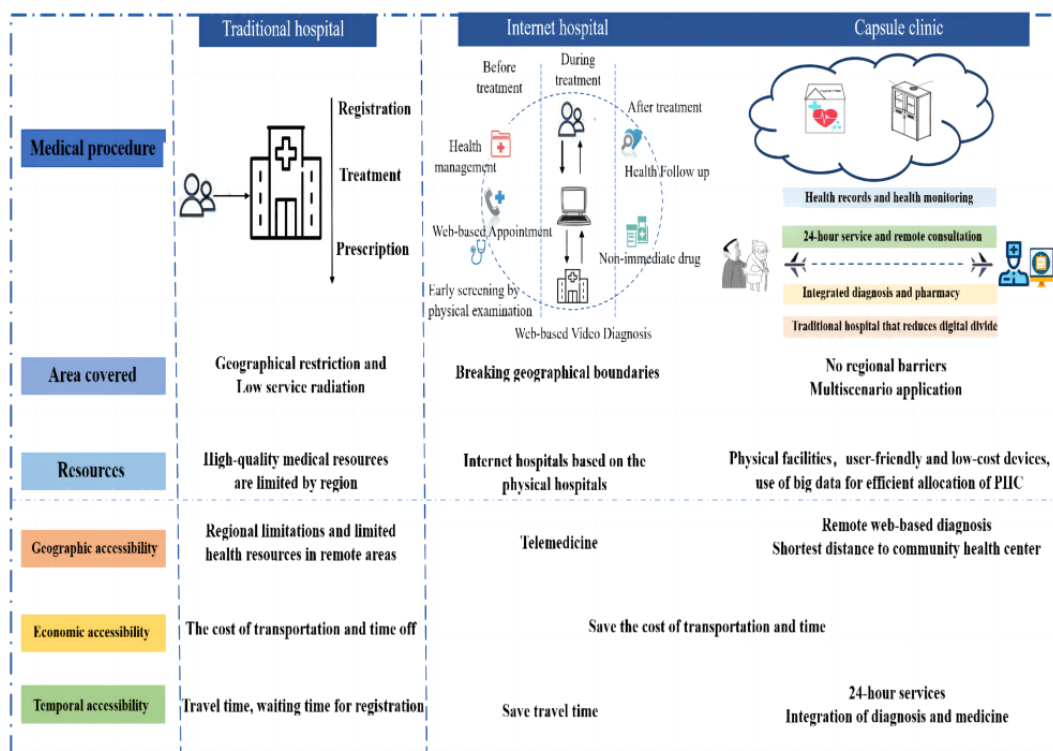 Traditional hospital
Internet hospital
Capsule clinic
Medical procedure
Registration
Treatment
Prescription
Before
treatment
During
treatment
After treatment
Health
management
Health Follow up
Web-based Appointment
Non-immediate drug
Early screening by
physical examination
Web-based Video Diagnosis
Health records and health monitoring
24-hour service and remote consultation
Integrated diagnosis and pharmacy
Traditional hospital that reduces digital divide
Area covered
Geographical restriction and
Low service radiation
Breaking geographical boundaries
No regional barriers
Multiscenario application
Resources
High-quality medical resources
are limited by region
Internet hospitals based on the
physical hospitals
Physical facilities, user-friendly and low-cost devices,
use of big data for efficient allocation of PHC
Geographic accessibility
Regional limitations and limited
health resources in remote areas
Telemedicine
Remote web-based diagnosis
Shortest distance to community health center
Economic accessibility
The cost of transportation and time off
Save the cost of transportation and time
Temporal accessibility
Travel time, waiting time for registration
Save travel time
24-hour services
Integration of diagnosis and medicine